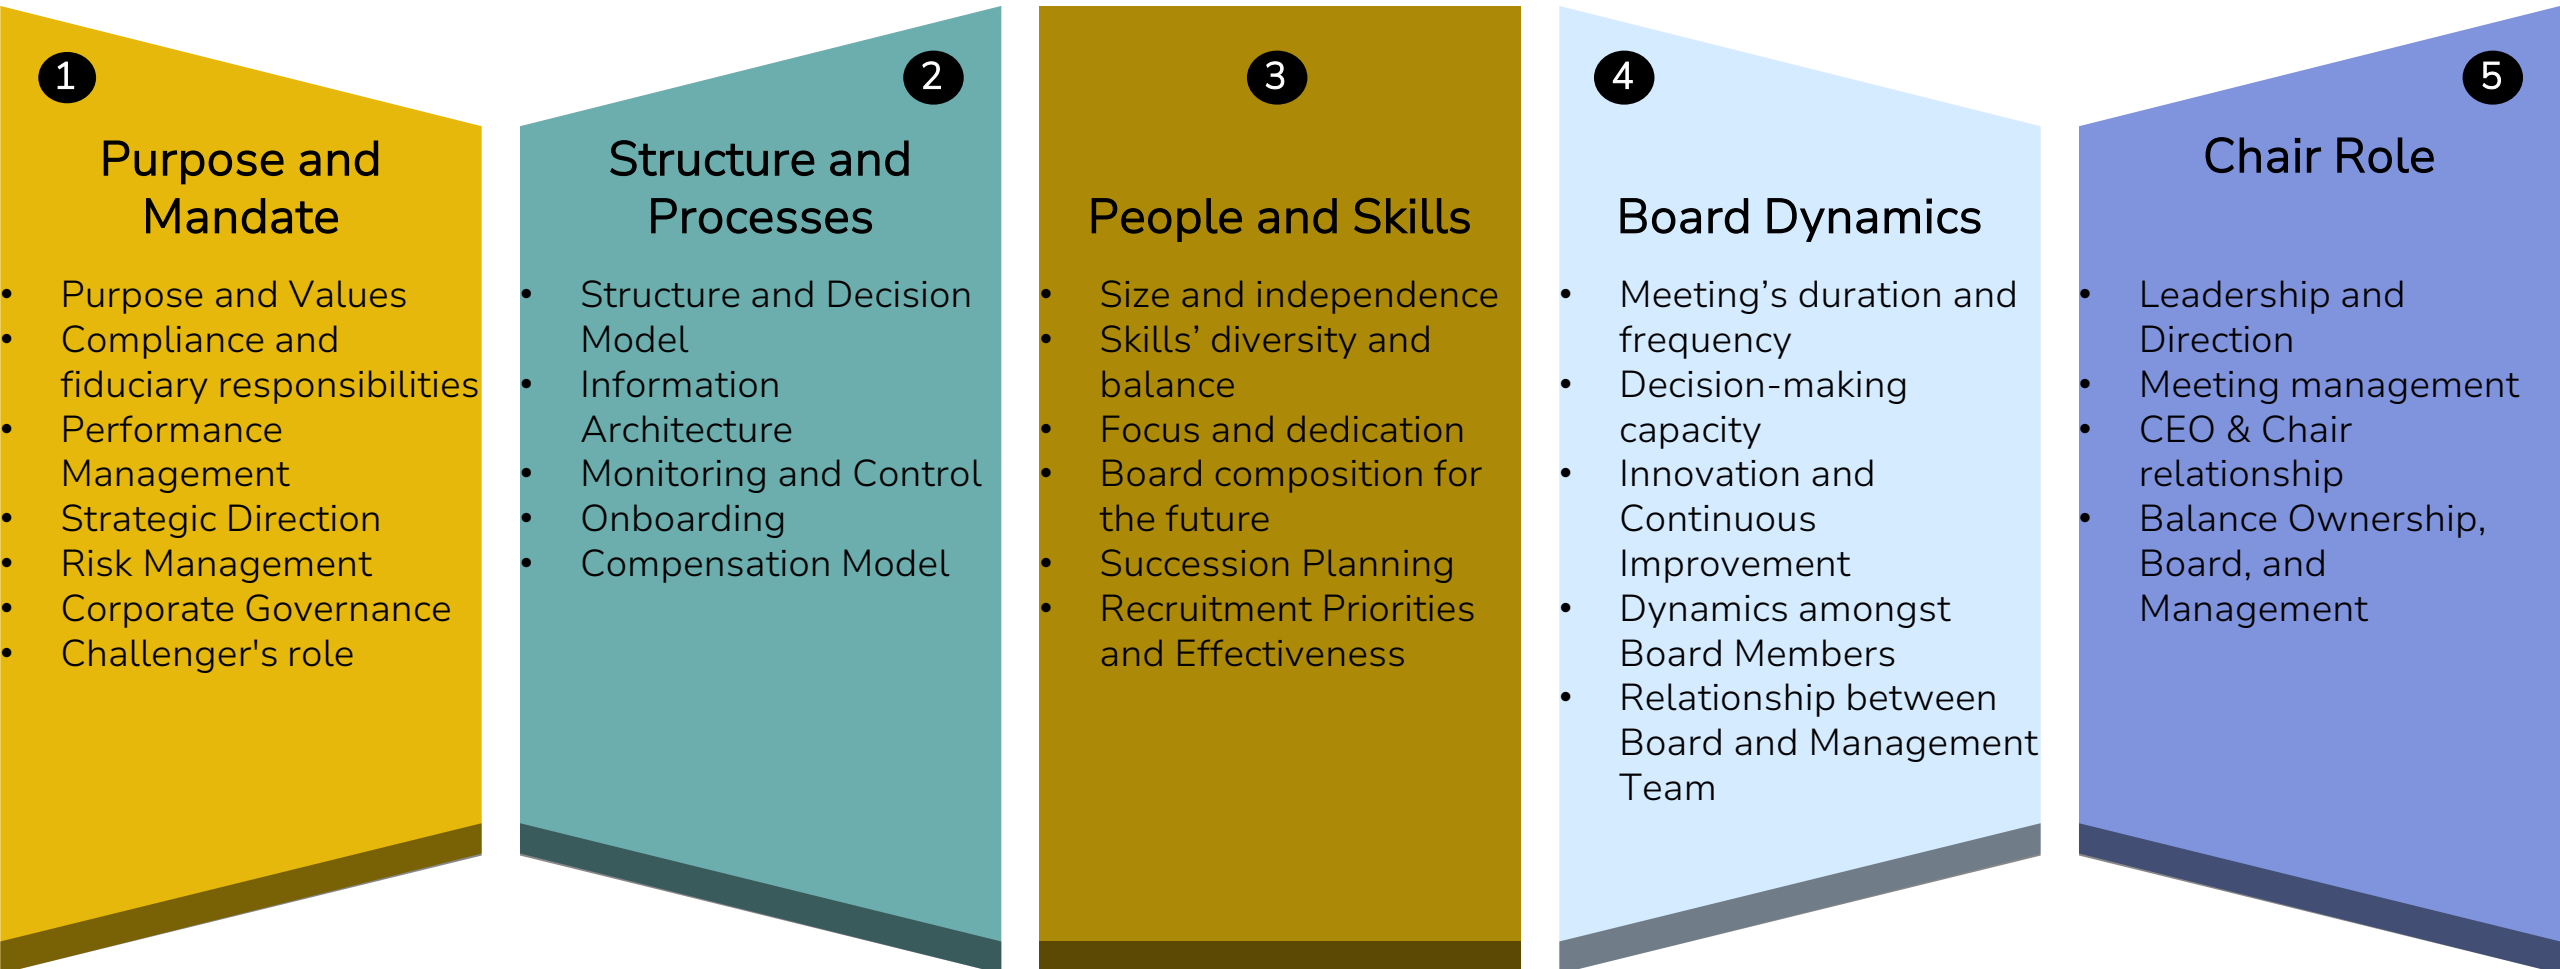 1
Purpose and
Mandate
• Purpose and Values
• Compliance and
fiduciary responsibilities
• Performance
Management
• Strategic Direction
• Risk Management
• Corporate Governance
• Challenger's role
2
Structure and
Processes
• Structure and Decision
Model
• Information
Architecture
• Monitoring and Control
• Onboarding
• Compensation Model
3
People and Skills
• Size and independence
• Skills’ diversity and
balance
• Focus and dedication
• Board composition for
the future
• Succession Planning
• Recruitment Priorities
and Effectiveness
4
Board Dynamics
• Meeting’s duration and
frequency
• Decision-making
capacity
• Innovation and
Continuous
Improvement
• Dynamics amongst
Board Members
• Relationship between
Board and Management
Team
5
Chair Role
• Leadership and
Direction
• Meeting management
• CEO & Chair
relationship
• Balance Ownership,
Board, and
Management